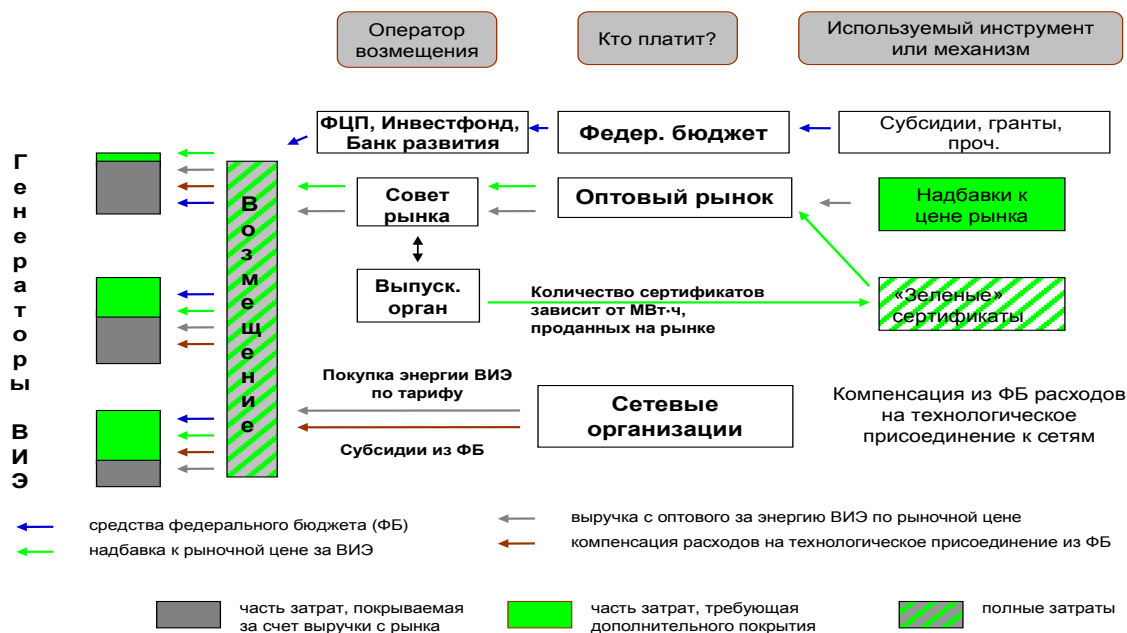 Оператор
возмещения
Кто платит?
Используемый инструмент
или механизм
ФЦП, Инвестфонд,
Банк развития
Федер. бюджет
Субсидии, гранты,
проч.
Генераторы ВИЭ
Возмещение
Совет
рынка
Оптовый рынок
Надбавки к
цене рынка
Выпуск.
орган
Количество сертификатов
зависит от МВт·ч,
проданных на рынке
«Зеленые»
сертификаты
Покупка энергии ВИЭ
по тарифу
Субсидии из ФБ
Сетевые
организации
Компенсация из ФБ расходов
на технологическое
присоединение к сетям
средства федерального бюджета (ФБ)
надбавка к рыночной цене за ВИЭ
выручка с оптового за энергию ВИЭ по рыночной цене
компенсация расходов на технологическое присоединение из ФБ
часть затрат, покрываемая
за счет выручки с рынка
часть затрат, требующая
дополнительного покрытия
полные затраты